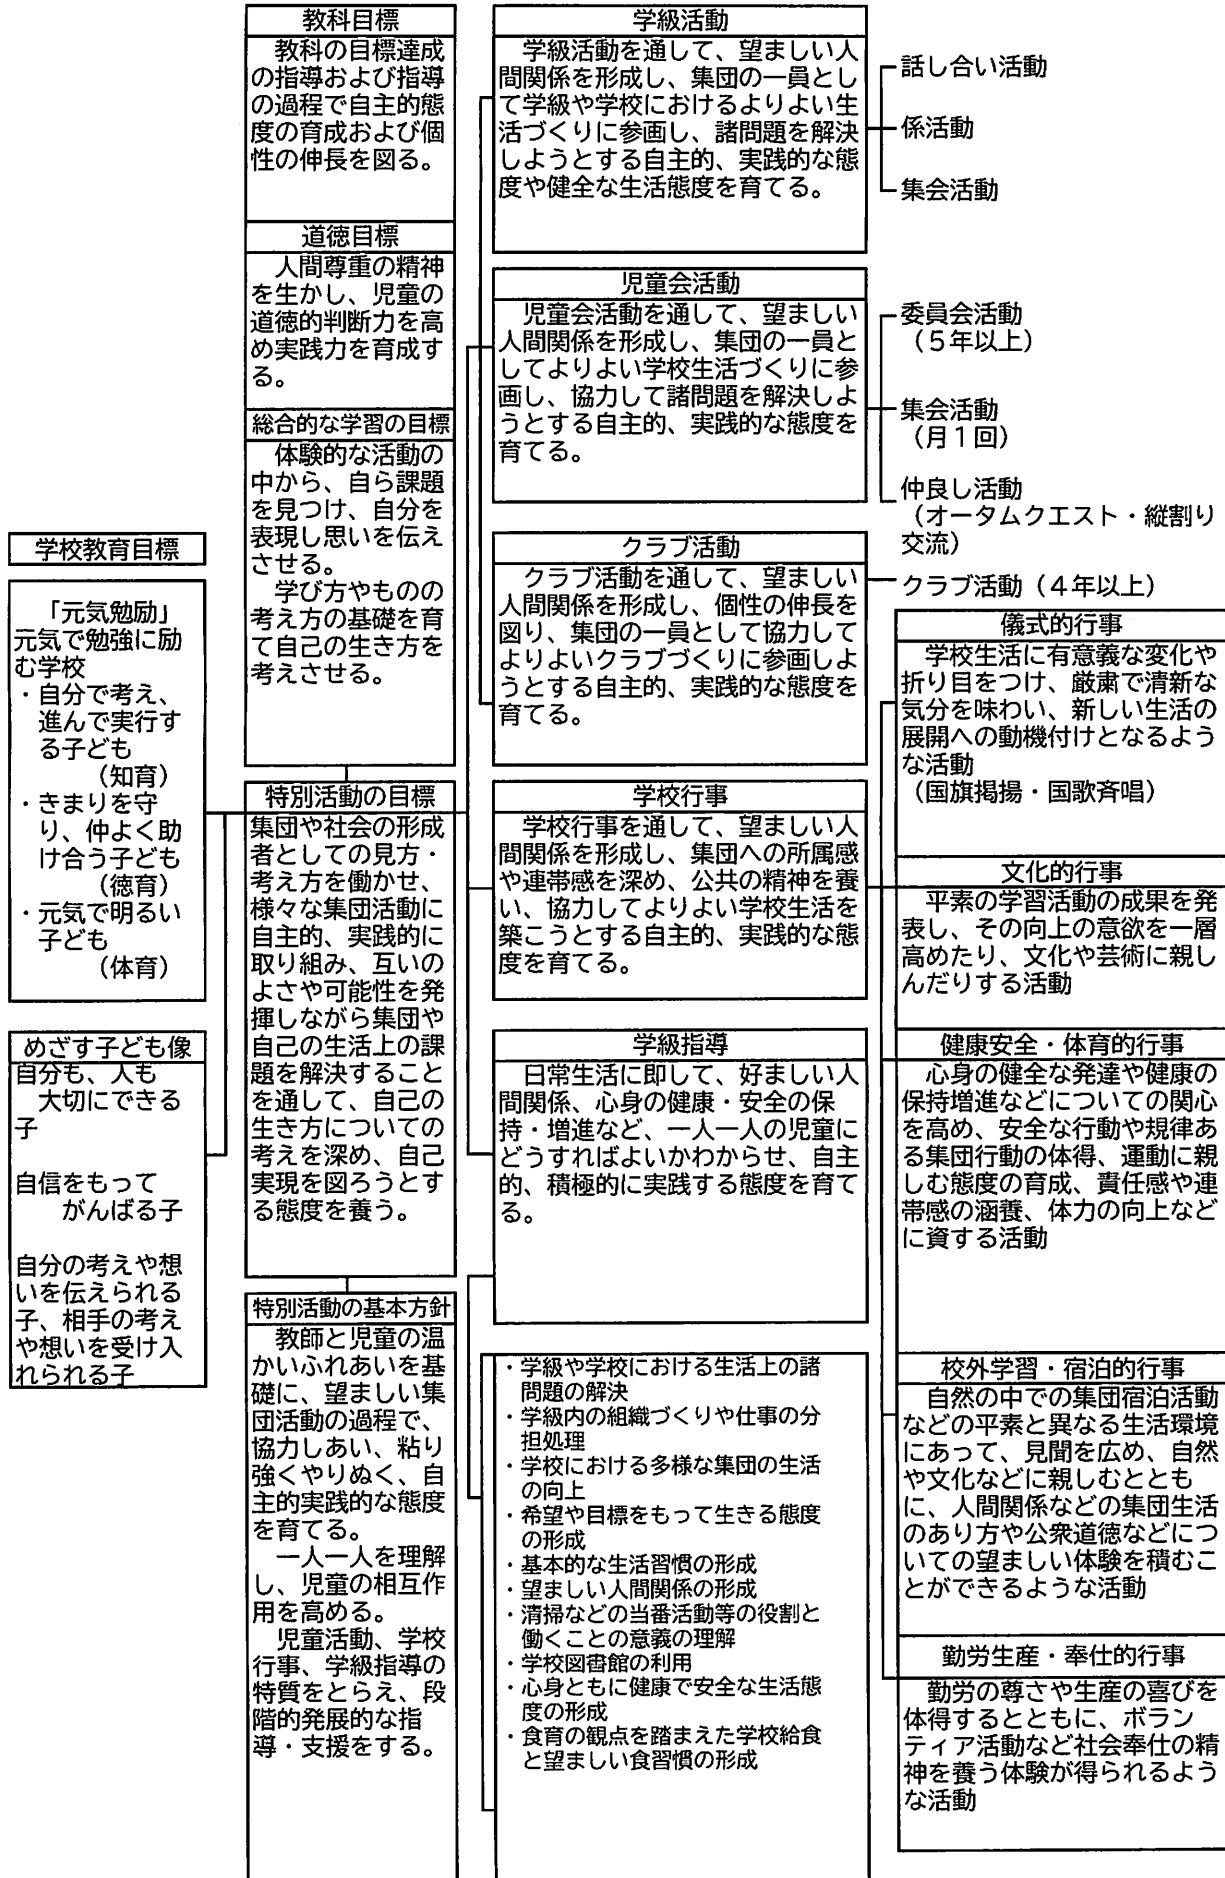 学校教育目標
「元気勉励」
元気で勉強に励
む学校
・自分で考え、
進んで実行す
る子ども
（知育）
・きまりを守
り、仲よく助
け合う子ども
（徳育）
・元気で明るい
子ども
（体育）
めざす子ども像
自分も、人も
大切にできる
子
自信をもって
がんばる子
自分の考えや想
いを伝えられる
子、相手の考え
や想いを受け入
れられる子
教科目標
教科の目標達成
の指導および指導
の過程で自主的態
度の育成および個
性の伸長を図る。
道徳目標
人間尊重の精神
を生かし、児童の
道徳的判断力を高
め実践力を育成す
る。
総合的な学習の目標
体験的な活動の
中から、自ら課題
を見つけ、自分を
表現し思いを伝え
させる。
学び方やものの
考え方の基礎を育
て自己の生き方を
考えさせる。
特別活動の目標
集団や社会の形成
者としての見方・
考え方を働かせ、
様々な集団活動に
自主的、実践的に
取り組み、互いの
よさや可能性を発
揮しながら集団や
自己の生活上の課
題を解決すること
を通して、自己の
生き方についての
考えを深め、自己
実現を図ろうとす
る態度を養う。
特別活動の基本方針
教師と児童の温
かいふれあいを基
礎に、望ましい集
団活動の過程で、
協力しあい、粘り
強くやりぬく、自
主的実践的な態度
を育てる。
一人一人を理解
し、児童の相互作
用を高める。
児童活動、学校
行事、学級指導の
特質をとらえ、段
階的発展的な指
導・支援をする。
学級活動
学級活動を通して、望ましい人
間関係を形成し、集団の一員とし
て学級や学校におけるよりよい生
活づくりに参画し、諸問題を解決
しようとする自主的、実践的な態
度や健全な生活態度を育てる。
話し合い活動
係活動
集会活動
児童会活動
児童会活動を通して、望ましい
人間関係を形成し、集団の一員と
してよりよい学校生活づくりに参
画し、協力して諸問題を解決しよ
うとする自主的、実践的な態度を
育てる。
委員会活動
（５年以上）
集会活動
（月１回）
仲良し活動
（オータムクエスト・縦割り
交流）
クラブ活動
クラブ活動を通して、望ましい
人間関係を形成し、個性の伸長を
図り、集団の一員として協力して
よりよいクラブづくりに参画しよ
うとする自主的、実践的な態度を
育てる。
クラブ活動（４年以上）
学校行事
学校行事を通して、望ましい人
間関係を形成し、集団への所属感
や連帯感を深め、公共の精神を養
い、協力してよりよい学校生活を
築こうとする自主的、実践的な態
度を育てる。
学級指導
日常生活に即して、好ましい人
間関係、心身の健康・安全の保
持・増進など、一人一人の児童に
どうすればよいかわからせ、自主
的、積極的に実践する態度を育て
る。
・学級や学校における生活上の諸
問題の解決
・学級内の組織づくりや仕事の分
担処理
・学校における多様な集団の生活
の向上
・希望や目標をもって生きる態度
の形成
・基本的な生活習慣の形成
・望ましい人間関係の形成
・清掃などの当番活動等の役割と
働くことの意義の理解
・学校図書館の利用
・心身ともに健康で安全な生活態
度の形成
・食育の観点を踏まえた学校給食
と望ましい食習慣の形成
儀式的行事
学校生活に有意義な変化や
折り目をつけ、厳粛で清新な
気分を味わい、新しい生活の
展開への動機付けとなるよう
な活動
（国旗掲揚・国歌斉唱）
文化的行事
平素の学習活動の成果を発
表し、その向上の意欲を一層
高めたり、文化や芸術に親し
んだりする活動
健康安全・体育的行事
心身の健全な発達や健康の
保持増進などについての関心
を高め、安全な行動や規律あ
る集団行動の体得、運動に親
しむ態度の育成、責任感や連
帯感の涵養、体力の向上など
に資する活動
校外学習・宿泊的行事
自然の中での集団宿泊活動
などの平素と異なる生活環境
にあって、見聞を広め、自然
や文化などに親しむととも
に、人間関係などの集団生活
のあり方や公衆道徳などにつ
いての望ましい体験を積むこ
とができるような活動
勤労生産・奉仕的行事
勤労の尊さや生産の喜びを
体得するとともに、ボラン
ティア活動など社会奉仕の精
神を養う体験が得られるよう
な活動